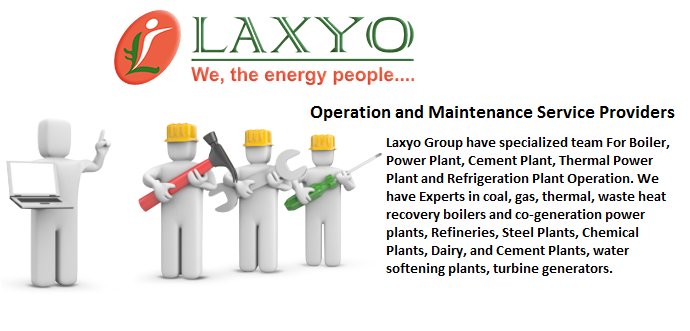 LAXYO
We, the energy people....
Operation and Maintenance Service Providers
Laxyo Group have specialized team For Boiler,
Power Plant, Cement Plant, Thermal Power
Plant and Refrigeration Plant Operation. We
have Experts in coal, gas, thermal, waste heat
recovery boilers and co-generation power
plants, Refineries, Steel Plants, Chemical
Plants, Dairy, and Cement Plants, water
softening plants, turbine generators.